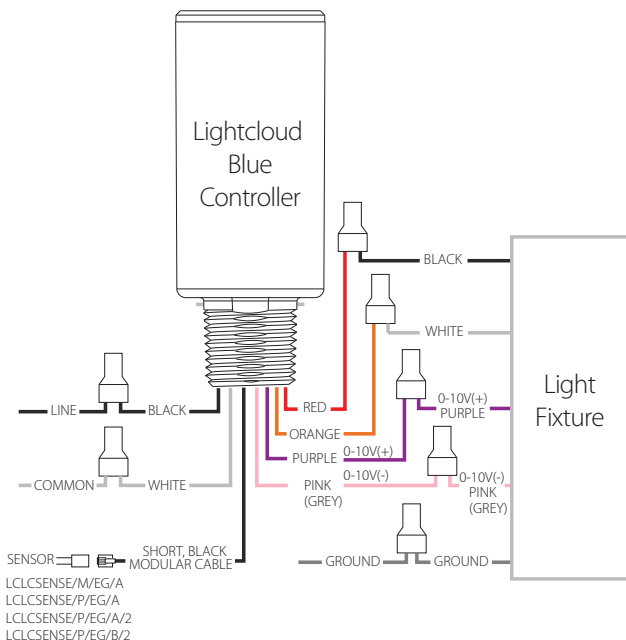 Lightcloud
Blue
Controller
BLACK
WHITE
Light
Fixture
0-10V(+)
PURPLE
LINE
BLACK
RED
ORANGE
PURPLE
0-10V(+)
COMMON
WHITE
PINK
(GREY)
0-10V(-)
0-10V(-)
PINK
(GREY)
SENSOR
SHORT, BLACK
MODULAR CABLE
GROUND
GROUND
LCLCSENSE/M/EG/A
LCLCSENSE/P/EG/A
LCLCSENSE/P/EG/A/2
LCLCSENSE/P/EG/B/2